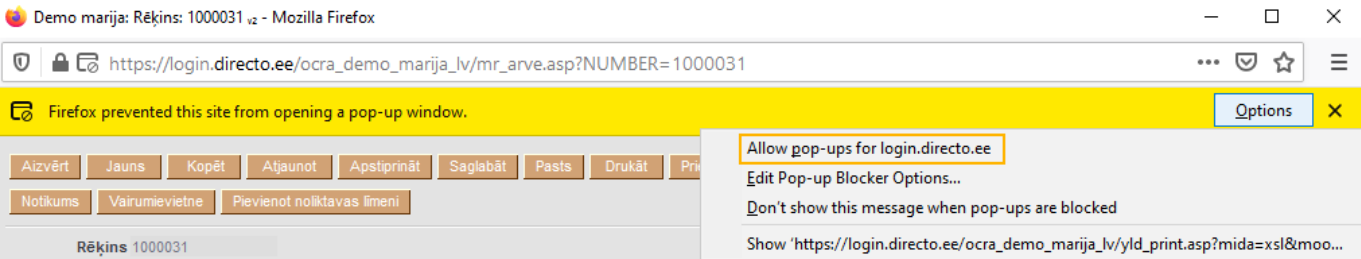 Demo marija: Rēķins: 1000031 v2 - Mozilla Firefox
https://login.directo.ee/ocra_demo_marija_lv/mr_arve.asp?NUMBER=1000031
Firefox prevented this site from opening a pop-up window.
Options
Allow pop-ups for login.directo.ee
Edit Pop-up Blocker Options...
Don't show this message when pop-ups are blocked
Show 'https://login.directo.ee/ocra_demo_marija_lv/yld_print.asp?mida=xsl&moo...
Aizvērt Jauns Kopēt Atjaunot Apstiprināt Saglabāt Pasts Drukāt
Notikums Vairumievietne Pievienot noliktavas līmeni
Rēķins 1000031